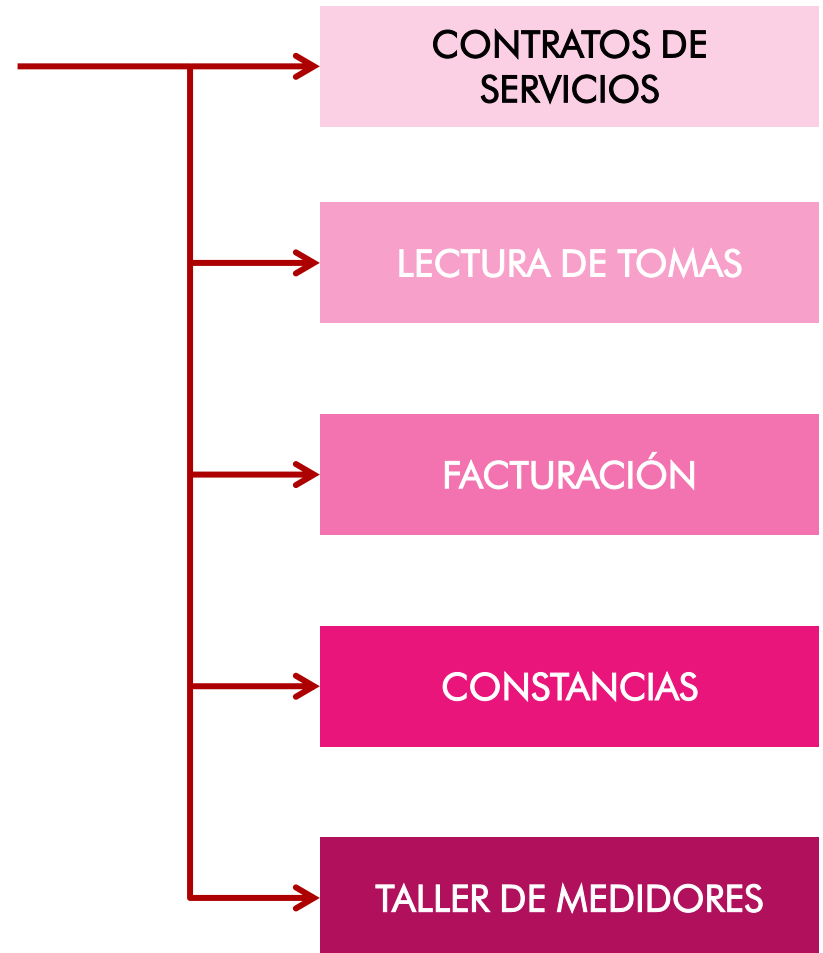 CONTRATOS DE
SERVICIOS
LECTURA DE TOMAS
FACTURACIÓN
CONSTANCIAS
TALLER DE MEDIDORES